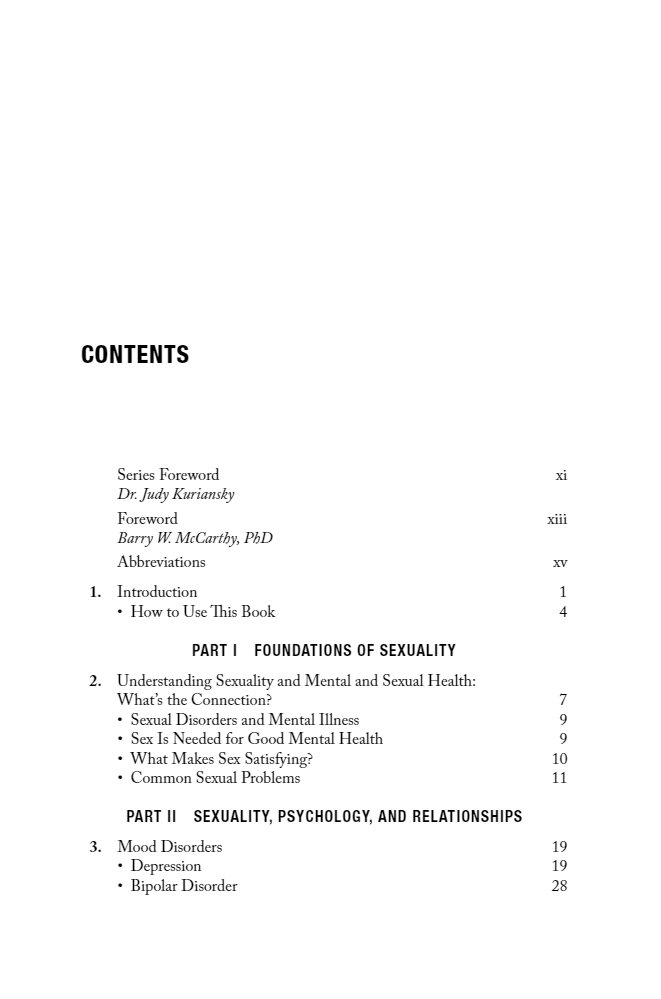 CONTENTS
Series Foreword xi
Dr. Judy Kuriansky
Foreword xiii
Barry W. McCarthy, PhD
Abbreviations xv
1. Introduction 1
• How to Use This Book 4
PART I FOUNDATIONS OF SEXUALITY
2. Understanding Sexuality and Mental and Sexual Health:
What's the Connection? 7
• Sexual Disorders and Mental Illness 9
• Sex Is Needed for Good Mental Health 9
• What Makes Sex Satisfying? 10
• Common Sexual Problems 11
PART II SEXUALITY, PSYCHOLOGY, AND RELATIONSHIPS
3. Mood Disorders 19
• Depression 19
• Bipolar Disorder 28